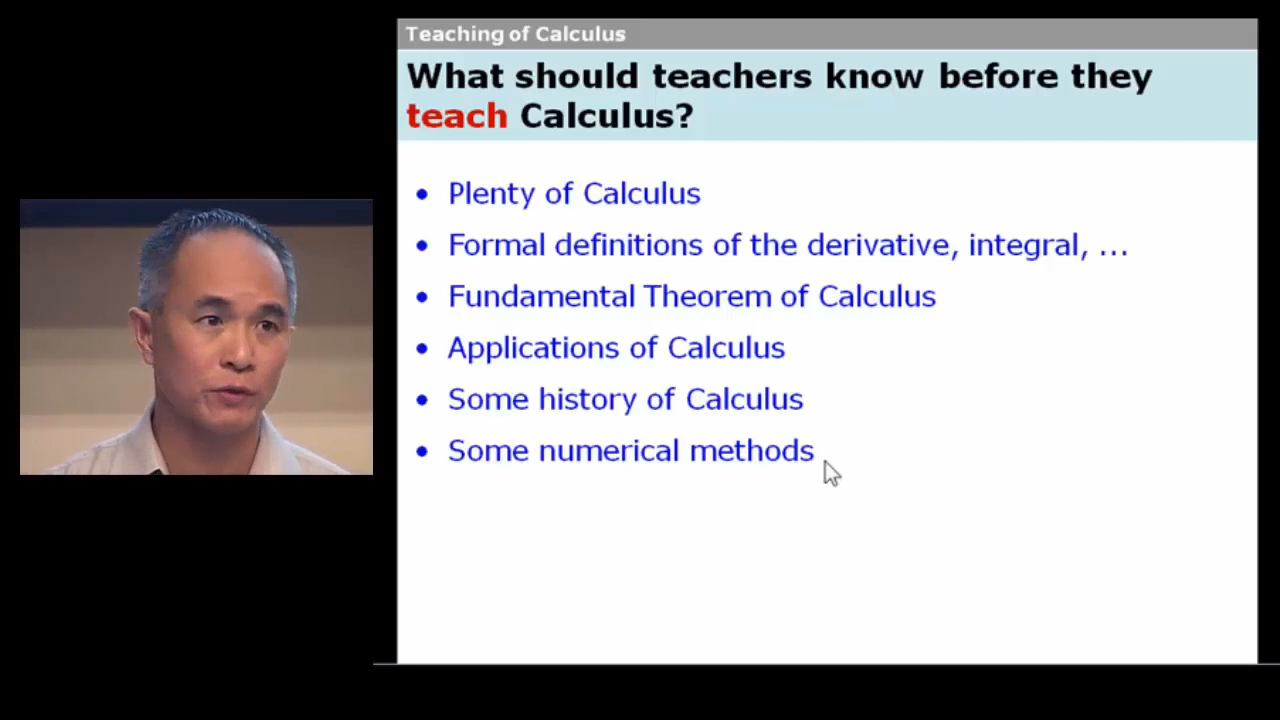 Teaching of Calculus
What should teachers know before they
teach Calculus?
• Plenty of Calculus
• Formal definitions of the derivative, integral, ...
• Fundamental Theorem of Calculus
• Applications of Calculus
• Some history of Calculus
• Some numerical methods